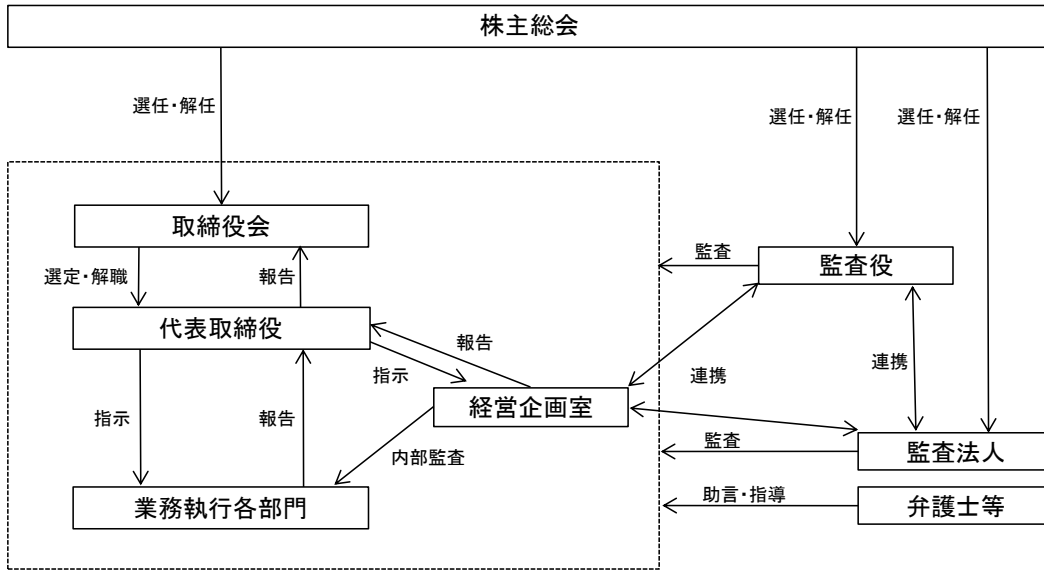 株主総会
選任・解任
選任・解任
選任・解任
取締役会
監査
監査役
選定・解職
報告
代表取締役
報告
連携
連携
指示
経営企画室
指示
報告
監査
監査法人
内部監査
業務執行各部門
助言・指導
弁護士等